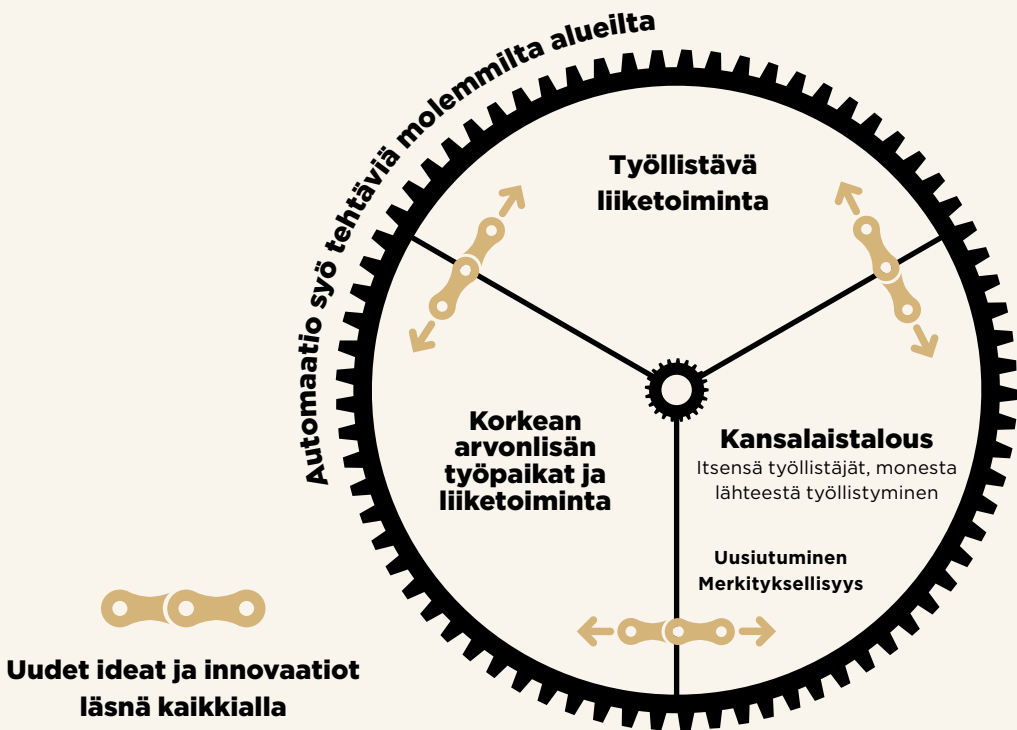 Automaatio syö tehtäviä molemmilta alueilta
Työllistävä
liiketoiminta
Korkean
arvonlisän
työpaikat ja
liiketoiminta
Kansalaistalous
Itsensä työllistäjät, monesta
lähteestä työllistyminen
Uusiutuminen
Merkityksellisyys
Uudet ideat ja innovaatiot
läsnä kaikkialla